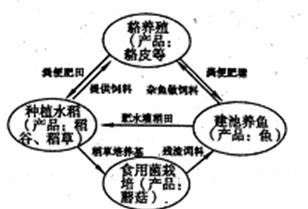 貉养殖
(产品：
貉皮等
粪便肥田
粪便肥塘
提供饲料
杂鱼做饲料
种植水稻
(产品：稻
谷、稻草)
肥水灌稻田
建池养鱼
(产品：鱼)
稻草培养基
残渣饲料
食用菌栽
培(产品：
蘑菇)